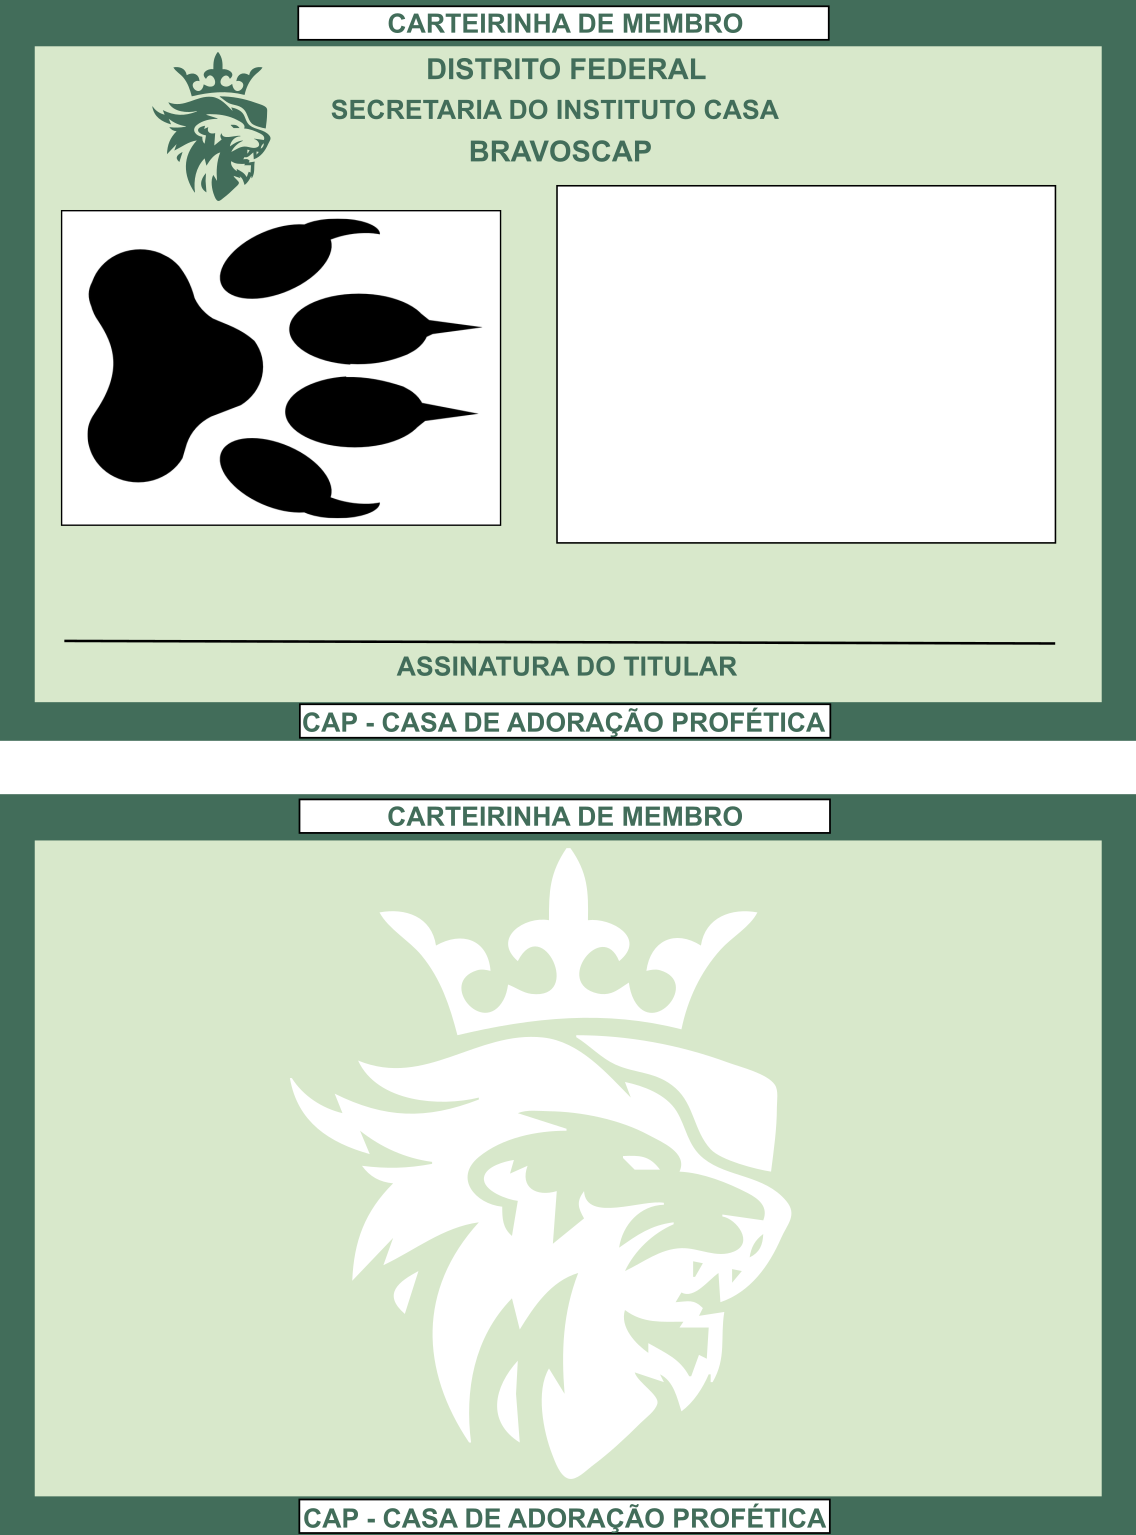 CARTEIRINHA DE MEMBRO
DISTRITO FEDERAL
SECRETARIA DO INSTITUTO CASA
BRAVOSCAP
ASSINATURA DO TITULAR
CAP - CASA DE ADORAÇÃO PROFÉTICA
CARTEIRINHA DE MEMBRO
CAP - CASA DE ADORAÇÃO PROFÉTICA